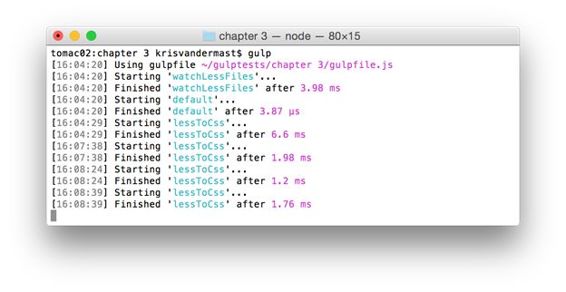 chapter 3 — node — 80×15
tomac02:chapter 3 krisvandermast$ gulp
[16:04:20] Using gulpfile ~/gulptests/chapter 3/gulpfile.js
[16:04:20] Starting 'watchLessFiles'...
[16:04:20] Finished 'watchLessFiles' after 3.98 ms
[16:04:20] Starting 'default'...
[16:04:20] Finished 'default' after 3.87 μs
[16:04:29] Starting 'lessToCss'...
[16:04:29] Finished 'lessToCss' after 6.6 ms
[16:07:38] Starting 'lessToCss'...
[16:07:38] Finished 'lessToCss' after 1.98 ms
[16:08:24] Starting 'lessToCss'...
[16:08:24] Finished 'lessToCss' after 1.2 ms
[16:08:39] Starting 'lessToCss'...
[16:08:39] Finished 'lessToCss' after 1.76 ms